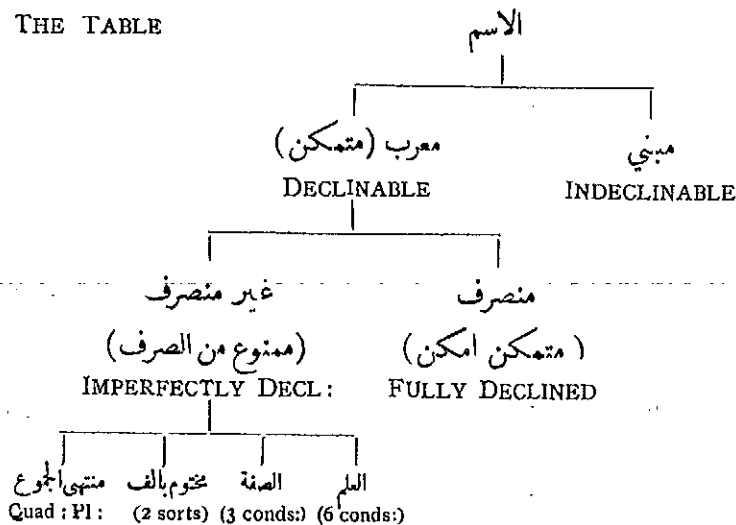 THE TABLE
الاسم
معرب (متمكن) مبني
DECLINABLE INDECLINABLE
غير منصرف منصرف
(ممنوع من الصرف) (متمكن امكن)
IMPERFECTLY DECL: FULLY DECLINED
منتهى الجموع مختوم بالف الصفة العلم
Quad: Pl: (2 sorts) (3 conds:) (6 conds:)